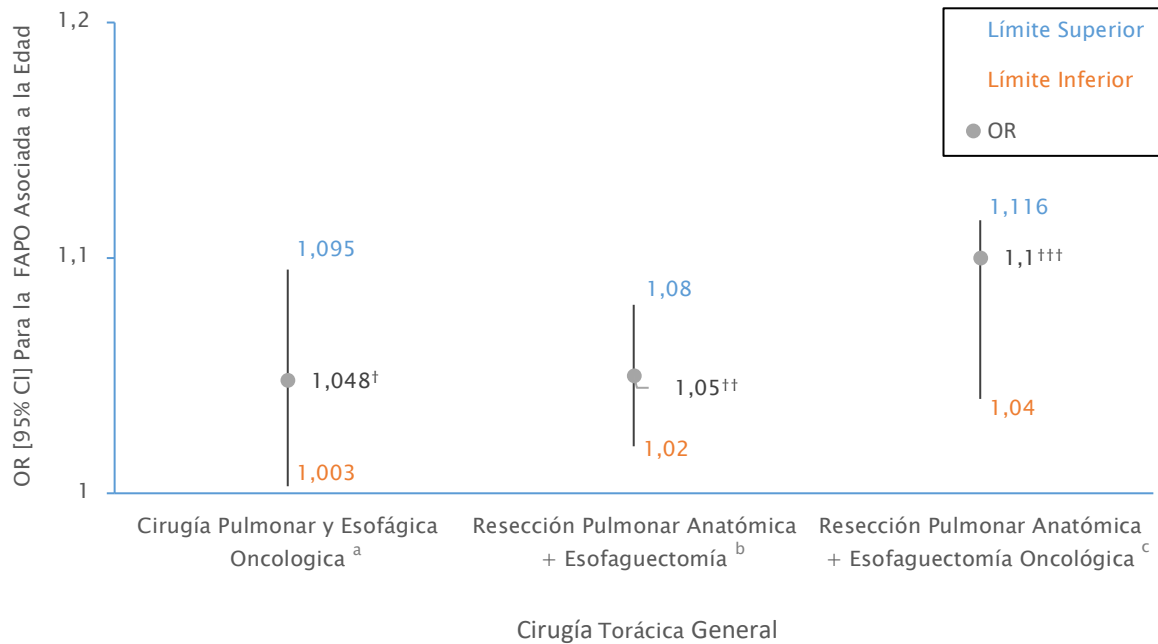 OR [95% CI] Para la FAPO Asociada a la Edad
1,2
1,1
1
Límite Superior
Límite Inferior
OR
1,095
1,048†
1,003
1,08
1,05††
1,02
1,116
1,1†††
1,04
Cirugía Pulmonar y Esofágica
Oncologica a
Resección Pulmonar Anatómica
+ Esofaguectomía b
Resección Pulmonar Anatómica
+ Esofaguectomía Oncológica c
Cirugía Torácica General